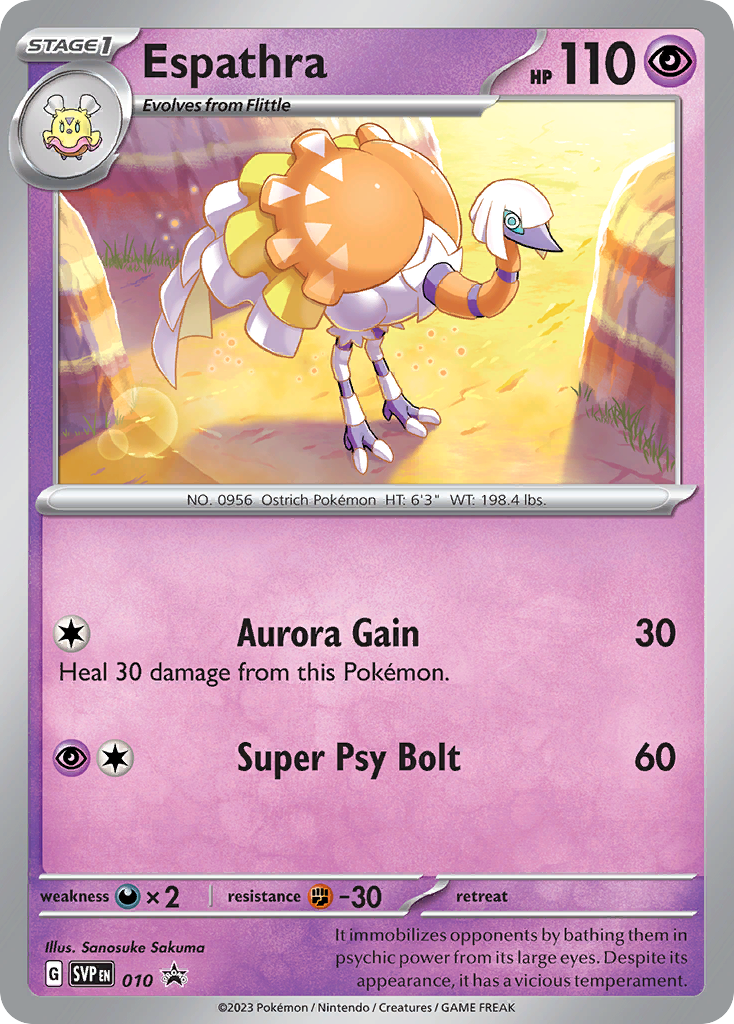 STAGE1
Espathra
HP 110
Evolves from Flittle
NO. 0956 Ostrich Pokémon HT: 6'3" WT: 198.4 lbs.
Aurora Gain 30
Heal 30 damage from this Pokémon.
Super Psy Bolt 60
weakness ×2 resistance -30 retreat
Illus. Sanosuke Sakuma
G SVP EN 010 PROMO
It immobilizes opponents by bathing them in
psychic power from its large eyes. Despite its
appearance, it has a vicious temperament.
©2023 Pokémon / Nintendo / Creatures / GAME FREAK